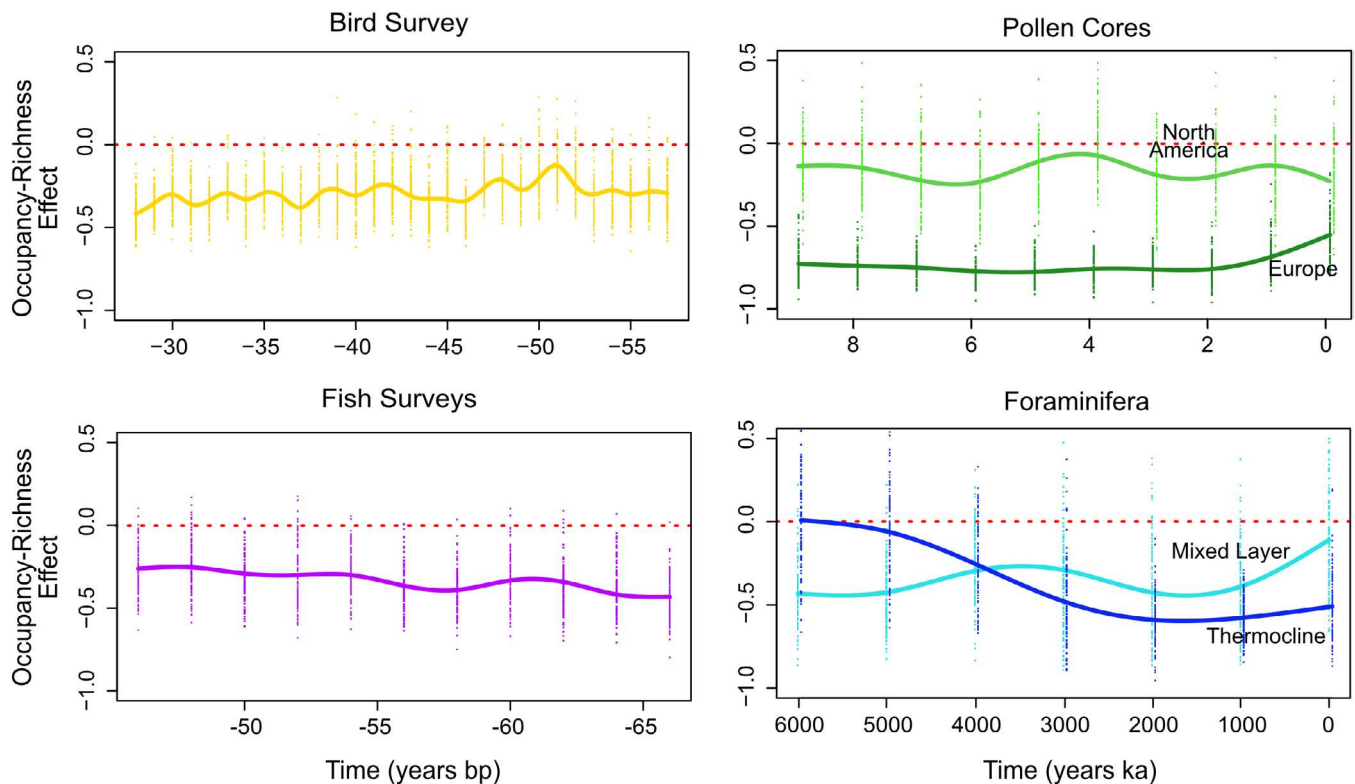 Bird Survey
Occupancy-Richness
Effect
0.5
0.0
−0.5
−1.0
−30
−35
−40
−45
−50
−55
Pollen Cores
0.5
0.0
−0.5
−1.0
North
America
Europe
8
6
4
2
0
Fish Surveys
Occupancy-Richness
Effect
0.5
0.0
−0.5
−1.0
-50
-55
-60
-65
Time (years bp)
Foraminifera
0.5
0.0
−0.5
−1.0
Mixed Layer
Thermocline
6000
5000
4000
3000
2000
1000
0
Time (years ka)